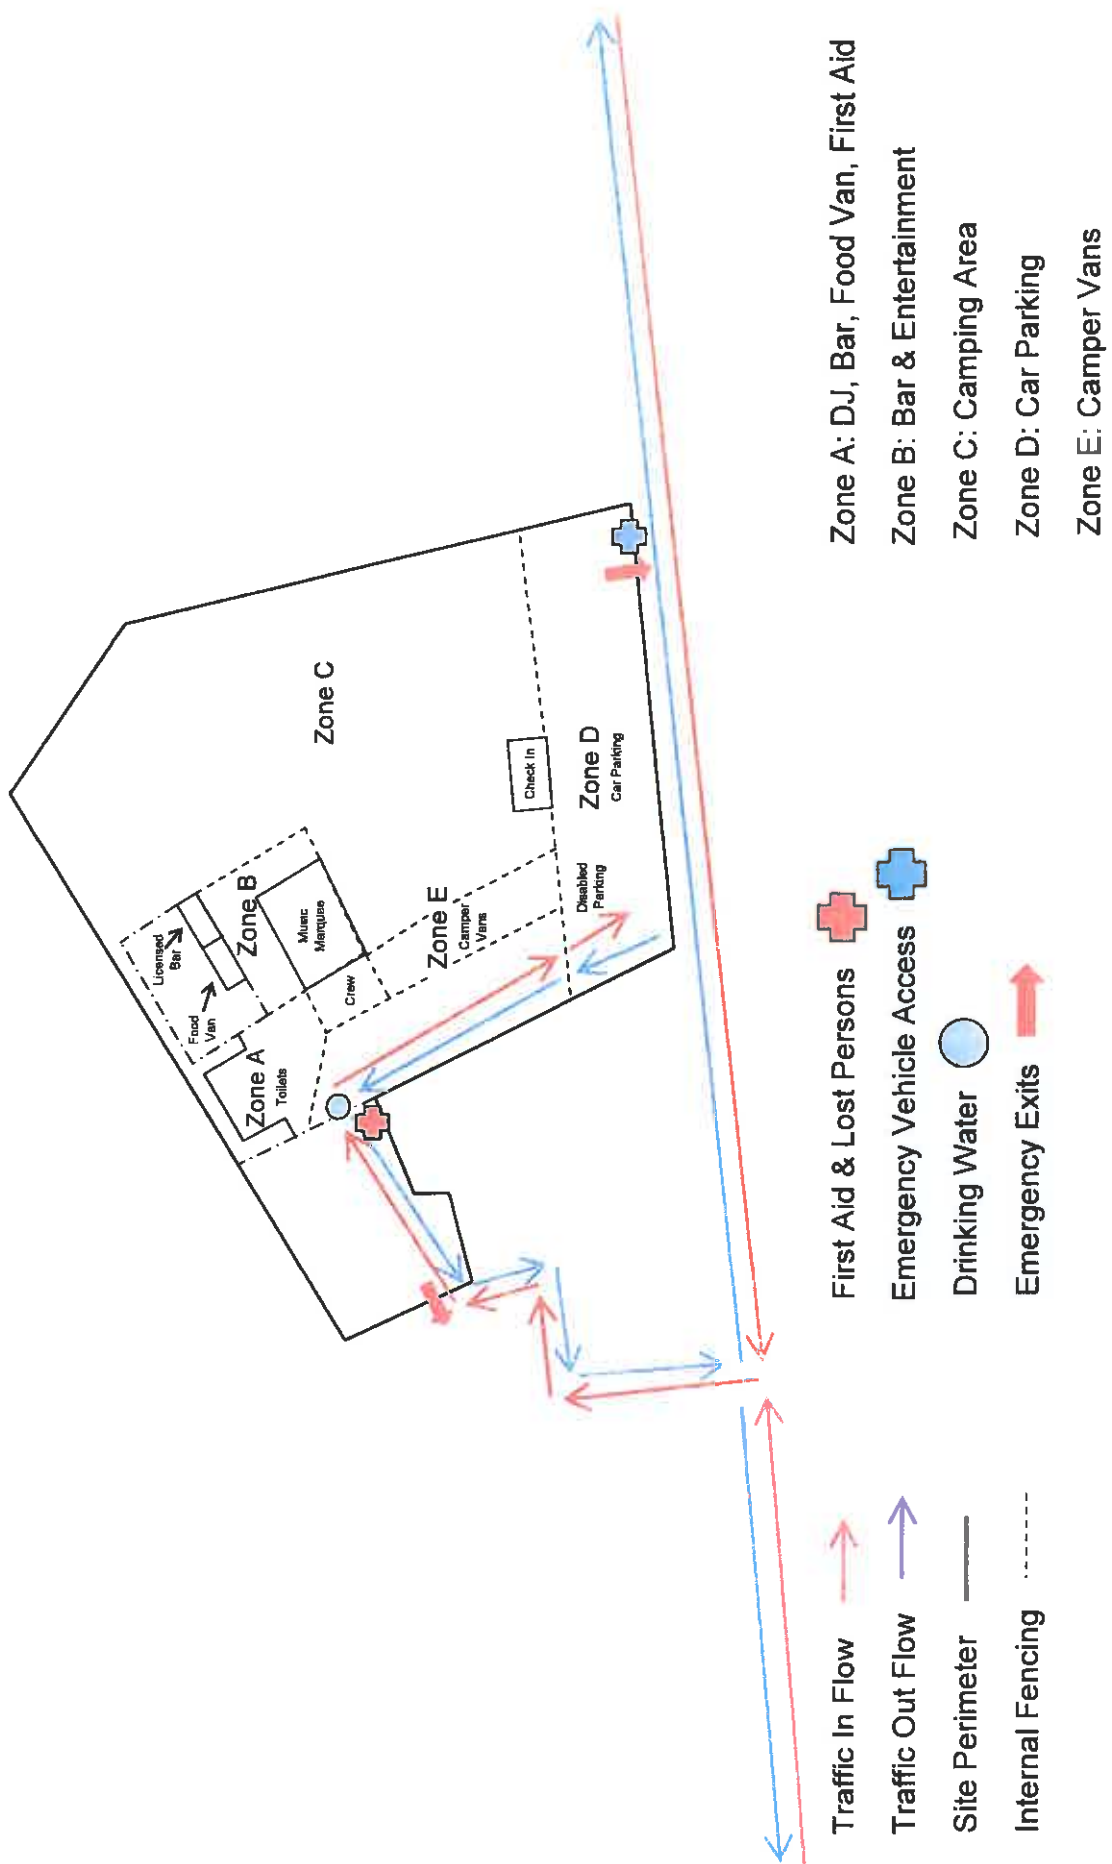 Licensed
Bar
Food
Van
Zone B
Zone A
Toilets
Music
Marquee
Crew
Zone C
Zone E
Camper
Vans
Check In
Zone D
Car Parking
Disabled
Parking
Traffic In Flow
Traffic Out Flow
Site Perimeter
Internal Fencing
First Aid & Lost Persons
Emergency Vehicle Access
Drinking Water
Emergency Exits
Zone A: DJ, Bar, Food Van, First Aid
Zone B: Bar & Entertainment
Zone C: Camping Area
Zone D: Car Parking
Zone E: Camper Vans